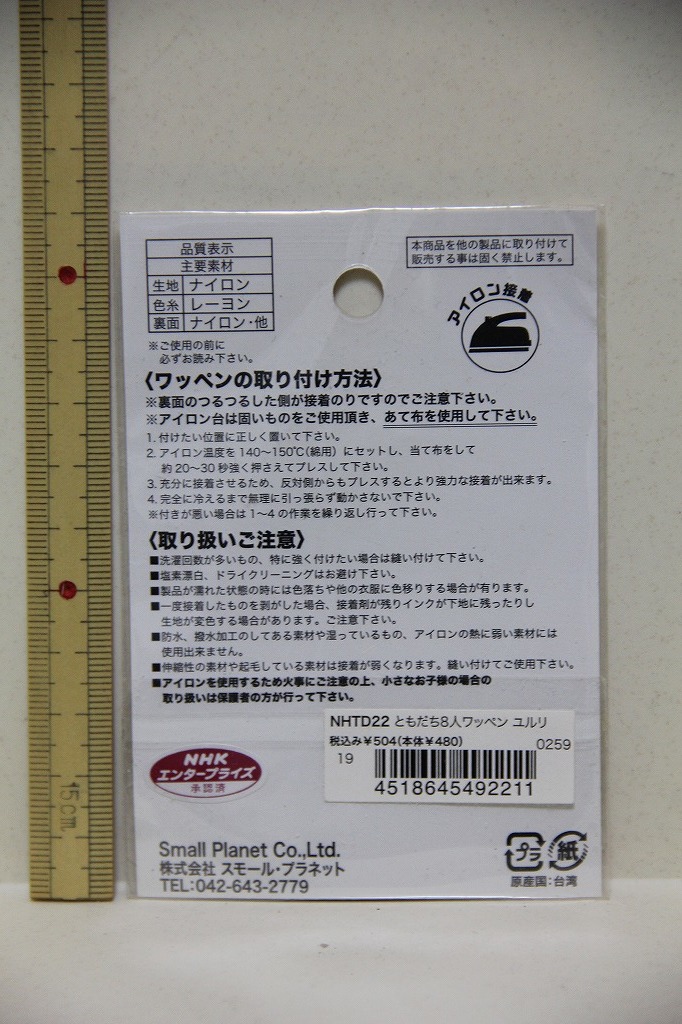 品質表示
主要素材
生地 ナイロン
色糸 レーヨン
裏面 ナイロン・他
本商品を他の製品に取り付けて
販売する事は固く禁止します。
アイロン接着
※ご使用の前に
必ずお読み下さい。
〈ワッペンの取り付け方法〉
※裏面のつるつるした側が接着のりですのでご注意下さい。
※アイロン台は固いものをご使用頂き、あて布を使用して下さい。
1. 付けたい位置に正しく置いて下さい。
2. アイロン温度を 140～150℃(綿用) にセットし、当て布をして
約 20～30 秒強く押さえてプレスして下さい。
3. 充分に接着させるため、反対側からもプレスするとより強力な接着が出来ます。
4. 完全に冷えるまで無理に引っ張らず動かさないで下さい。
※付きが悪い場合は 1～4 の作業を繰り返し行って下さい。
〈取り扱いご注意〉
■洗濯回数が多いもの、特に強く付けたい場合は縫い付けて下さい。
■塩素漂白、ドライクリーニングはお避け下さい。
■製品が濡れた状態の時には色落ちや他の衣服に色移りする場合が有ります。
■一度接着したものを剥がした場合、接着剤が残りインクが下地に残ったりし
生地が変色する場合があります。ご注意下さい。
■防水、撥水加工のしてある素材や湿っているもの、アイロンの熱に弱い素材には
使用出来ません。
■伸縮性の素材や起毛している素材は接着が弱くなります。縫い付けてご使用下さい。
■アイロンを使用するため火事にご注意の上、小さなお子様の場合の
取り扱いは保護者の方が行って下さい。
NHTD22 ともだち8人ワッペン ユルリ
税込み¥504(本体¥480)
0259
19
4518645492211
NHK
エンタープライズ
承認済
Small Planet Co.,Ltd.
株式会社 スモール・プラネット
TEL:042-643-2779
プラ 紙
原産国:台湾
15cm